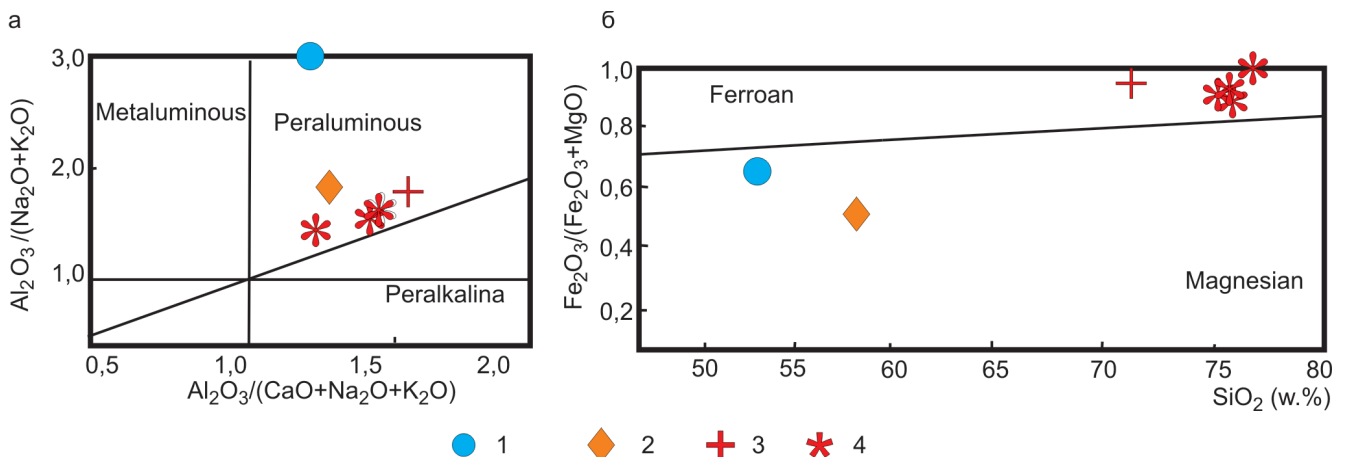 а
Al₂O₃/(Na₂O+K₂O)
3,0
2,0
1,0
Metaluminous
Peraluminous
Peralkalina
0,5 1,0 1,5 2,0
Al₂O₃/(CaO+Na₂O+K₂O)
б
Fe₂O₃/(Fe₂O₃+MgO)
1,0
0,8
0,6
0,4
0,2
Ferroan
Magnesian
50 55 60 65 70 75 80
SiO₂ (w.%)
1 2 3 4